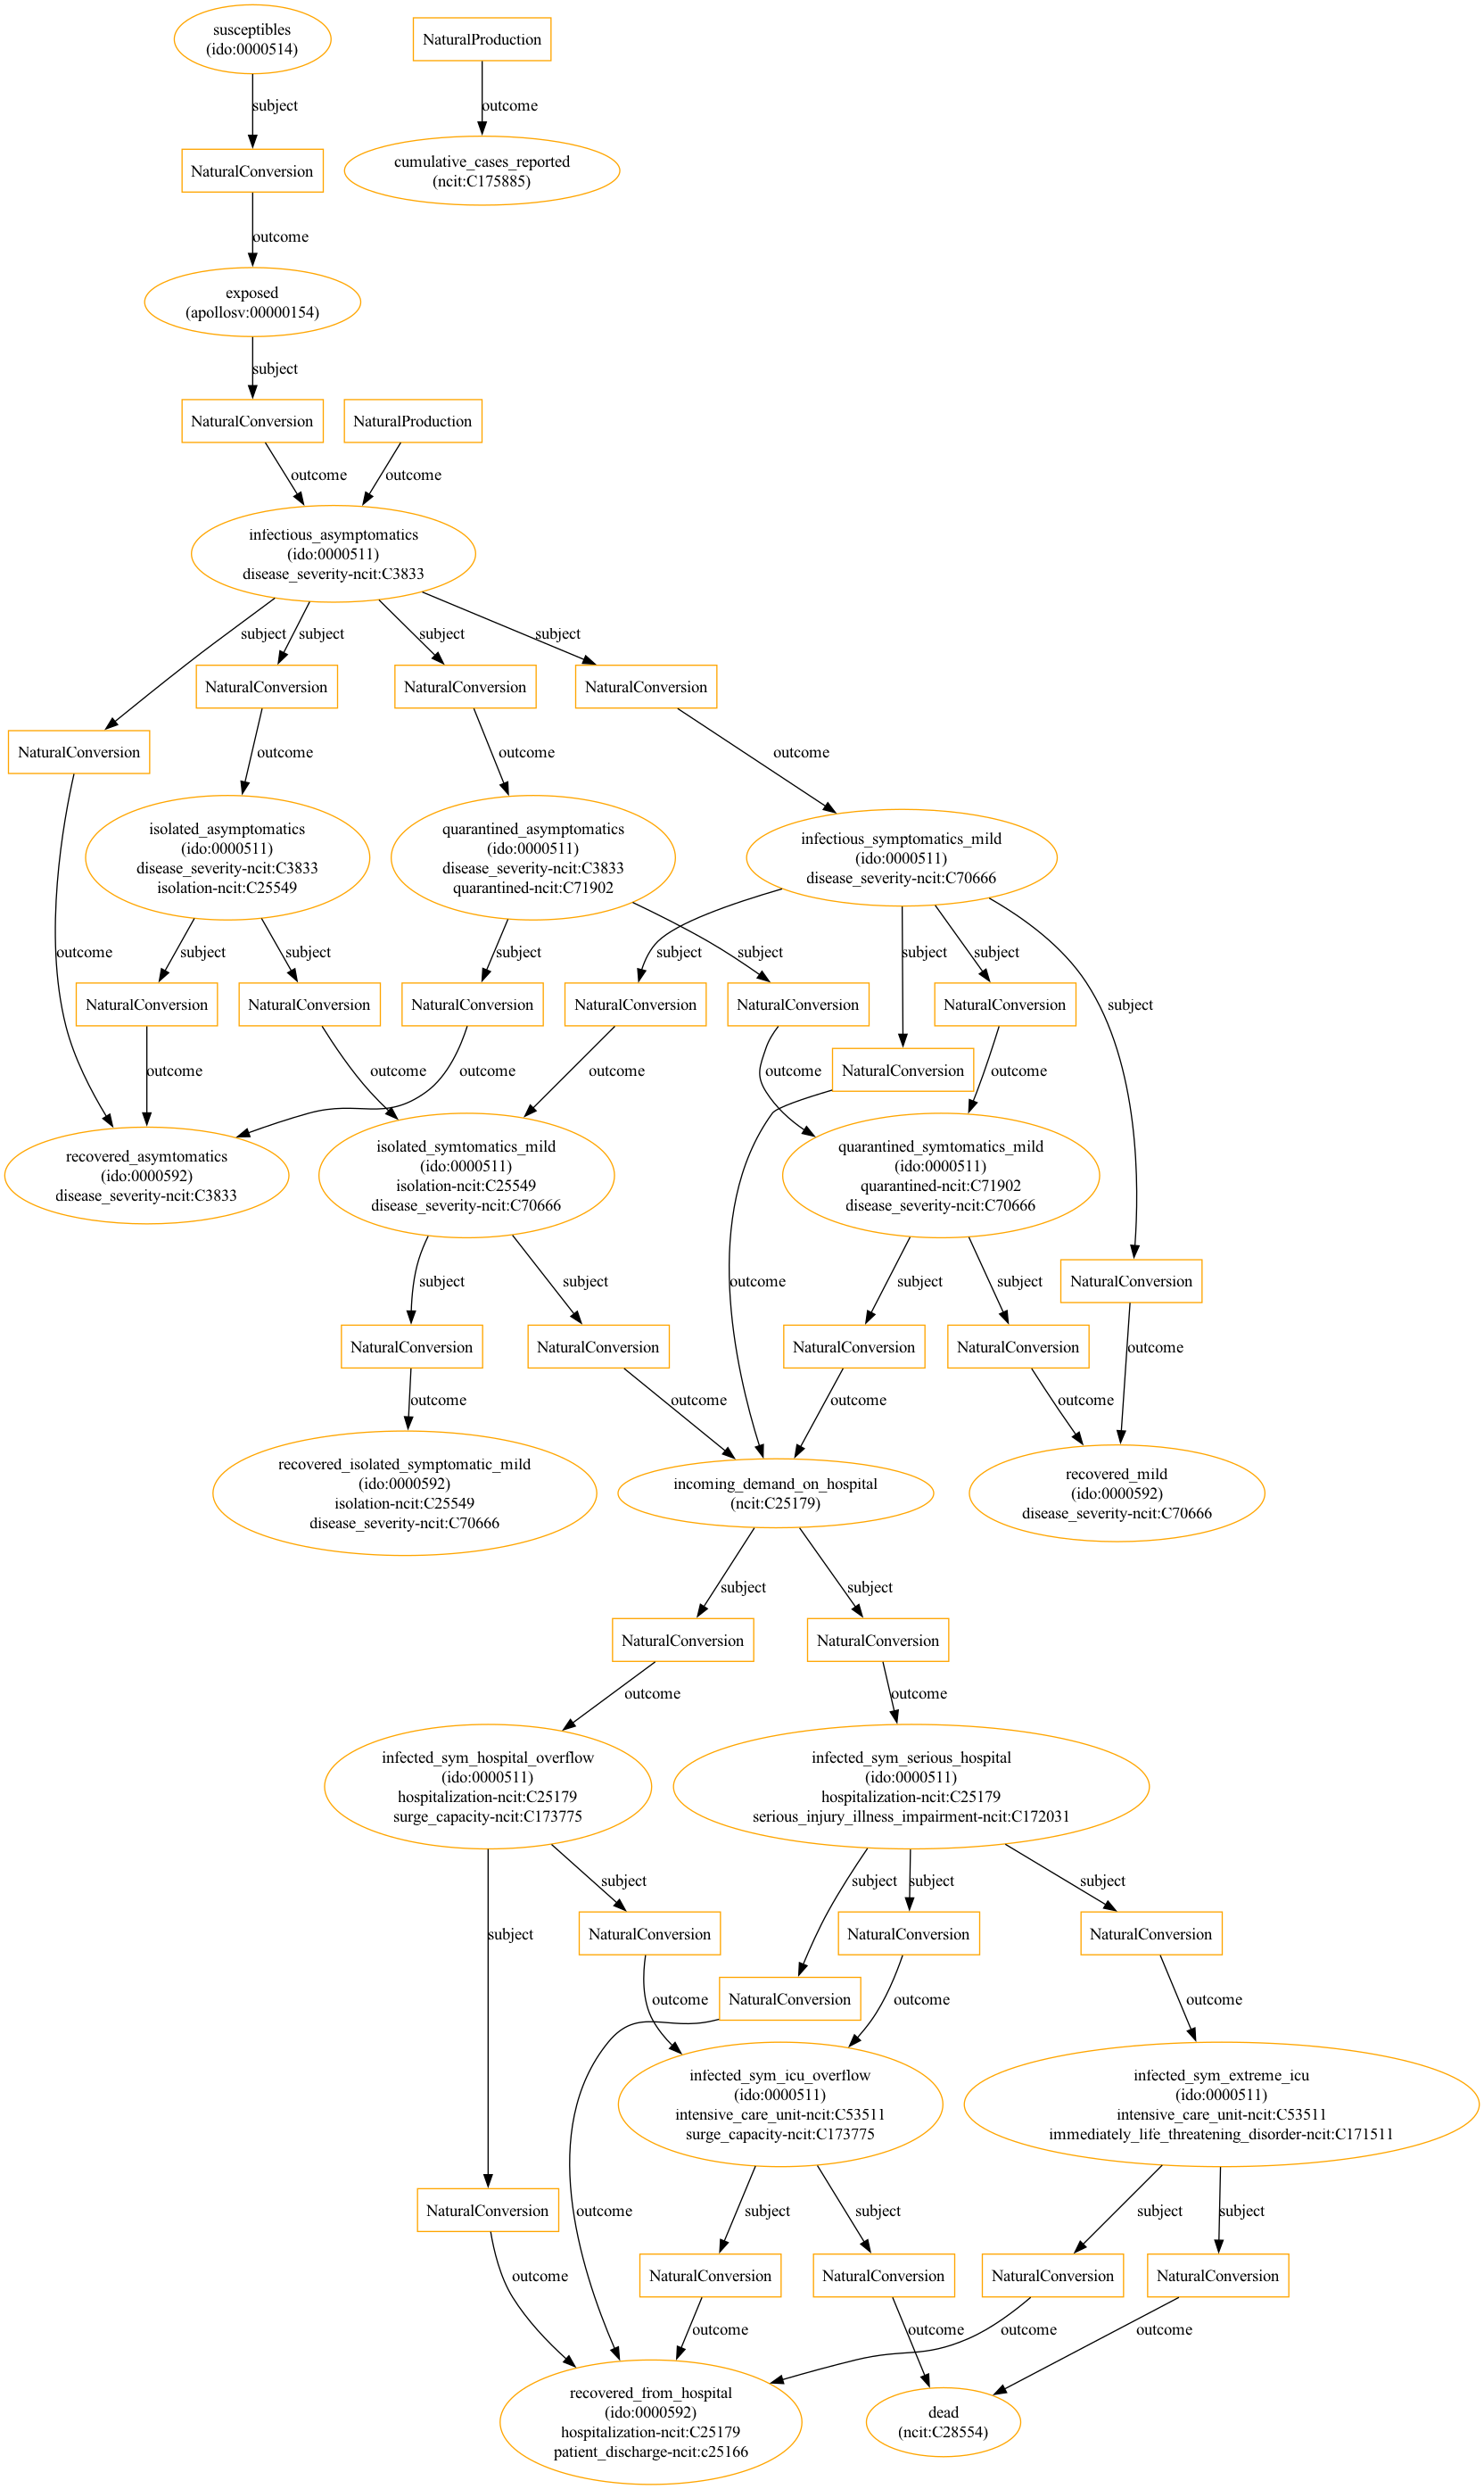 susceptibles
(ido:0000514)
NaturalProduction
subject
outcome
NaturalConversion
cumulative_cases_reported
(ncit:C175885)
outcome
exposed
(apollosv:00000154)
subject
NaturalConversion
NaturalProduction
outcome
outcome
infectious_asymptomatics
(ido:0000511)
disease_severity-ncit:C3833
subject
subject
subject
subject
NaturalConversion
NaturalConversion
NaturalConversion
NaturalConversion
outcome
outcome
outcome
isolated_asymptomatics
(ido:0000511)
disease_severity-ncit:C3833
isolation-ncit:C25549
quarantined_asymptomatics
(ido:0000511)
disease_severity-ncit:C3833
quarantined-ncit:C71902
infectious_symptomatics_mild
(ido:0000511)
disease_severity-ncit:C70666
outcome
subject
subject
subject
subject
subject
subject
subject
subject
NaturalConversion
NaturalConversion
NaturalConversion
NaturalConversion
NaturalConversion
NaturalConversion
outcome
outcome
outcome
outcome
outcome
NaturalConversion
outcome
recovered_asymtomatics
(ido:0000592)
disease_severity-ncit:C3833
isolated_symtomatics_mild
(ido:0000511)
isolation-ncit:C25549
disease_severity-ncit:C70666
quarantined_symtomatics_mild
(ido:0000511)
quarantined-ncit:C71902
disease_severity-ncit:C70666
subject
subject
outcome
subject
subject
NaturalConversion
NaturalConversion
NaturalConversion
NaturalConversion
NaturalConversion
outcome
outcome
outcome
outcome
outcome
recovered_isolated_symptomatic_mild
(ido:0000592)
isolation-ncit:C25549
disease_severity-ncit:C70666
incoming_demand_on_hospital
(ncit:C25179)
recovered_mild
(ido:0000592)
disease_severity-ncit:C70666
subject
subject
NaturalConversion
NaturalConversion
outcome
outcome
infected_sym_hospital_overflow
(ido:0000511)
hospitalization-ncit:C25179
surge_capacity-ncit:C173775
infected_sym_serious_hospital
(ido:0000511)
hospitalization-ncit:C25179
serious_injury_illness_impairment-ncit:C172031
subject
subject
subject
subject
subject
NaturalConversion
NaturalConversion
NaturalConversion
outcome
NaturalConversion
outcome
outcome
infected_sym_icu_overflow
(ido:0000511)
intensive_care_unit-ncit:C53511
surge_capacity-ncit:C173775
infected_sym_extreme_icu
(ido:0000511)
intensive_care_unit-ncit:C53511
immediately_life_threatening_disorder-ncit:C171511
NaturalConversion
outcome
subject
subject
subject
subject
NaturalConversion
NaturalConversion
NaturalConversion
NaturalConversion
outcome
outcome
outcome
outcome
outcome
recovered_from_hospital
(ido:0000592)
hospitalization-ncit:C25179
patient_discharge-ncit:c25166
dead
(ncit:C28554)